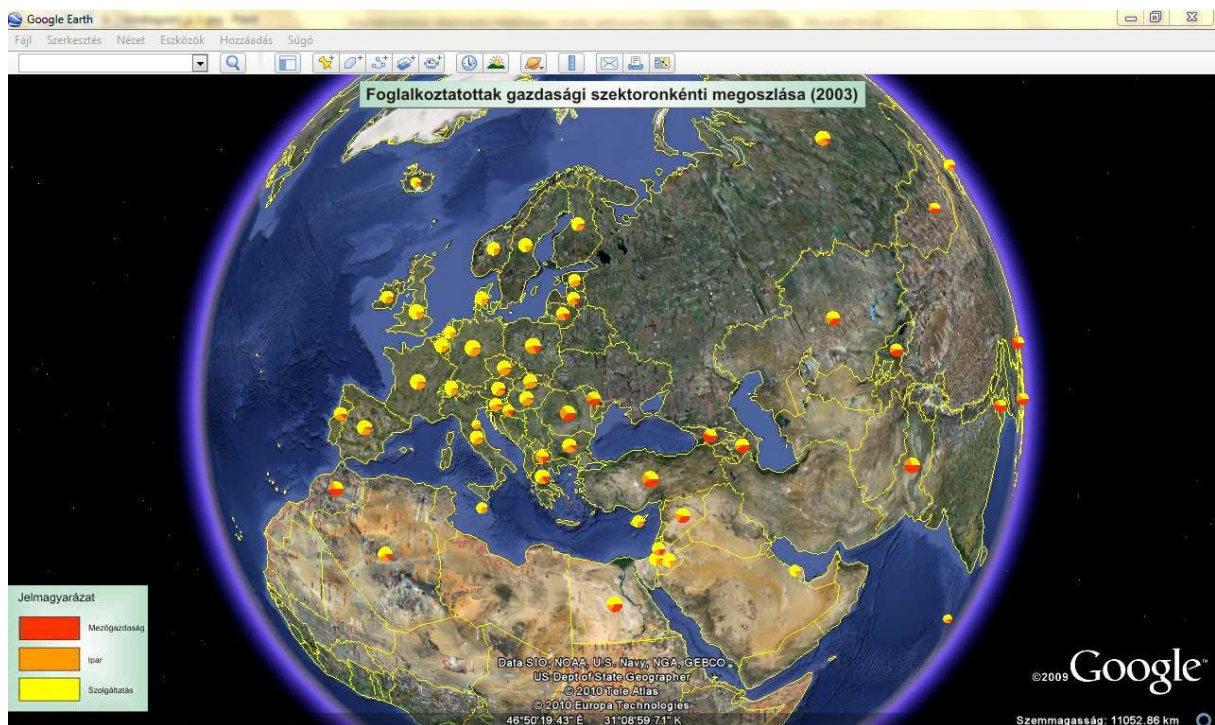 Google Earth
Fájl Szerkesztés Nézet Eszközök Hozzáadás Súgó
Foglalkoztatottak gazdasági szektoronkénti megoszlása (2003)
Jelmagyarázat
Mezőgazdaság
Ipar
Szolgáltatás
Data SIO, NOAA, U.S. Navy, NGA, GEBCO
US Dept of State Geographer
© 2010 Tele Atlas
© 2010 Europa Technologies
©2009 Google™
46°50'19.43" É 31°08'59.71" K
Szemmagasság: 11052.86 km